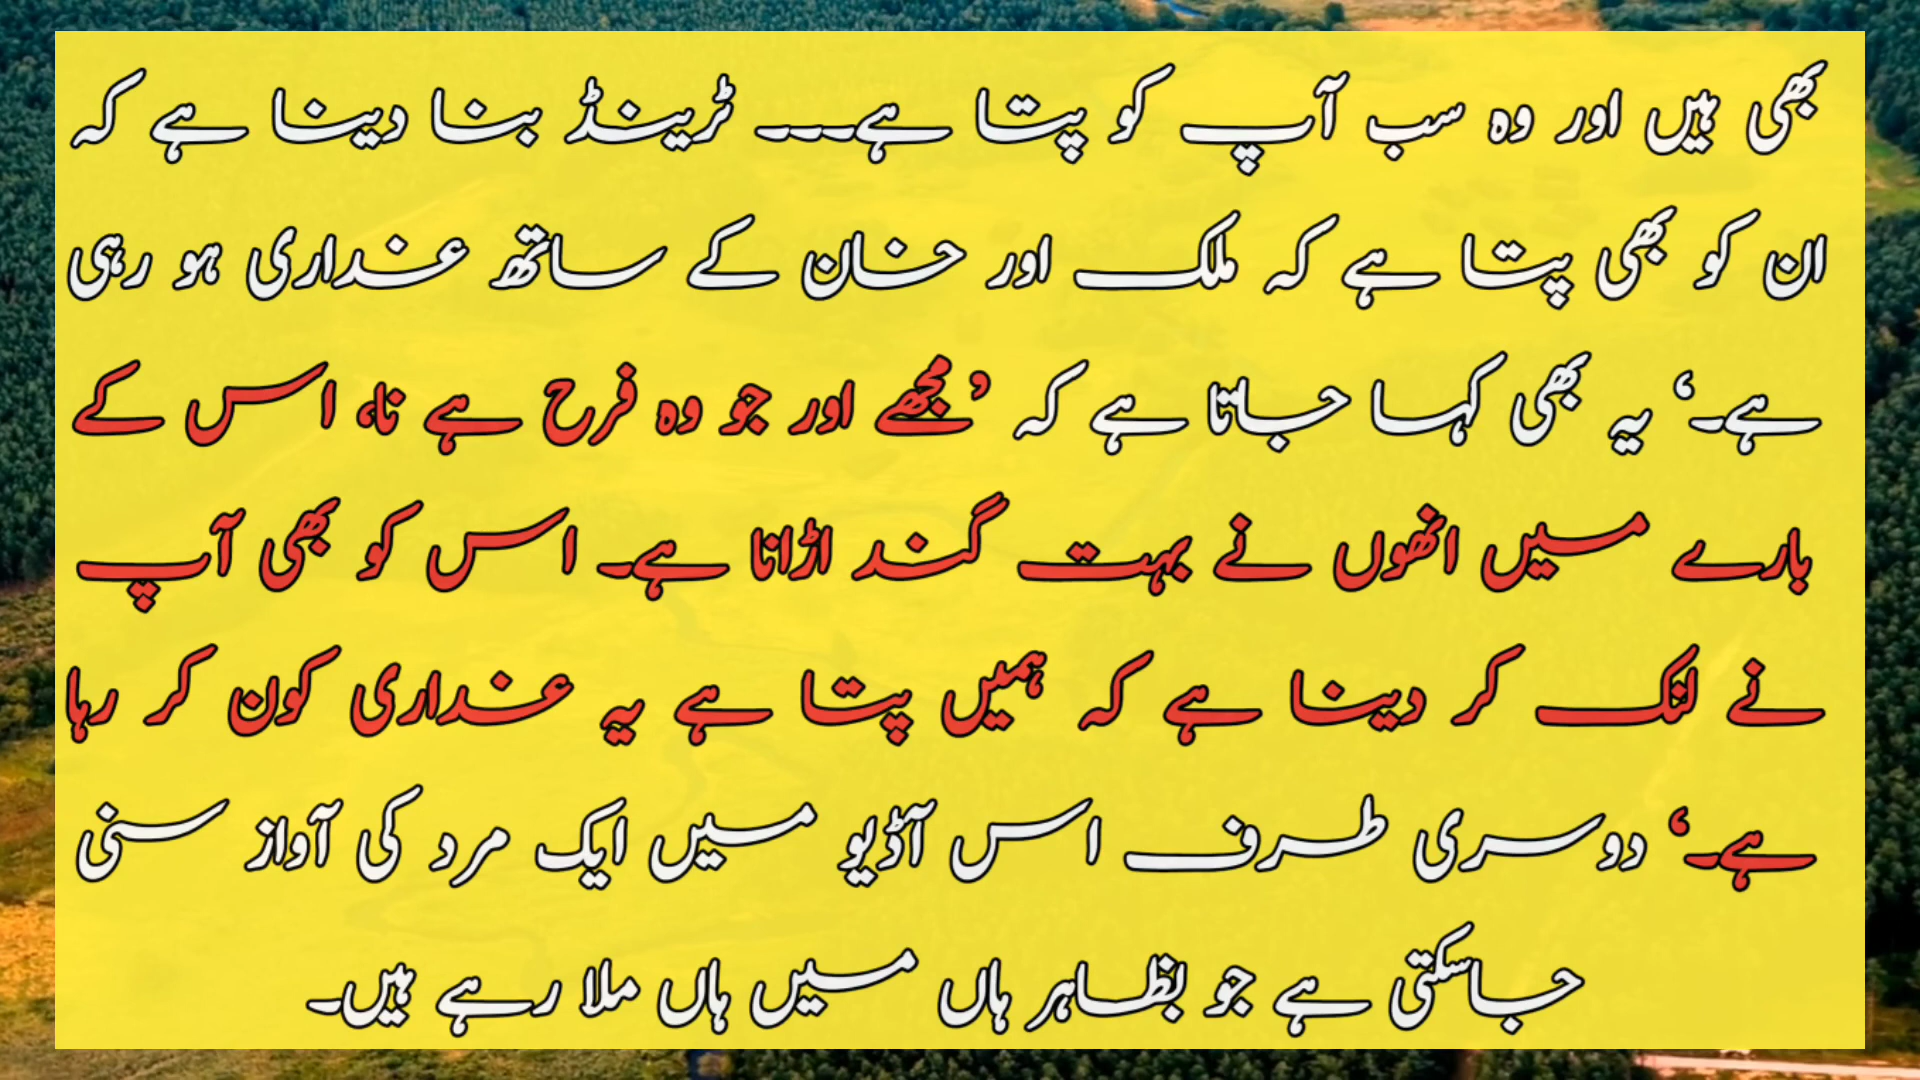 بھی ہیں اور وہ سب آپ کو پتا ہے۔۔۔ ٹرینڈ بنا دینا ہے کہ
ان کو بھی پتا ہے کہ ملک اور خان کے ساتھ غداری ہو رہی
ہے۔‘ یہ بھی کہا جاتا ہے کہ ’مجھے اور جو وہ فرح ہے نا، اس کے
بارے میں انھوں نے بہت گند اڑانا ہے۔ اس کو بھی آپ
نے لنک کر دینا ہے کہ ہمیں پتا ہے یہ غداری کون کر رہا
ہے۔‘ دوسری طرف اس آڈیو میں ایک مرد کی آواز سنی
جاسکتی ہے جو بظاہر ہاں میں ہاں ملا رہے ہیں۔